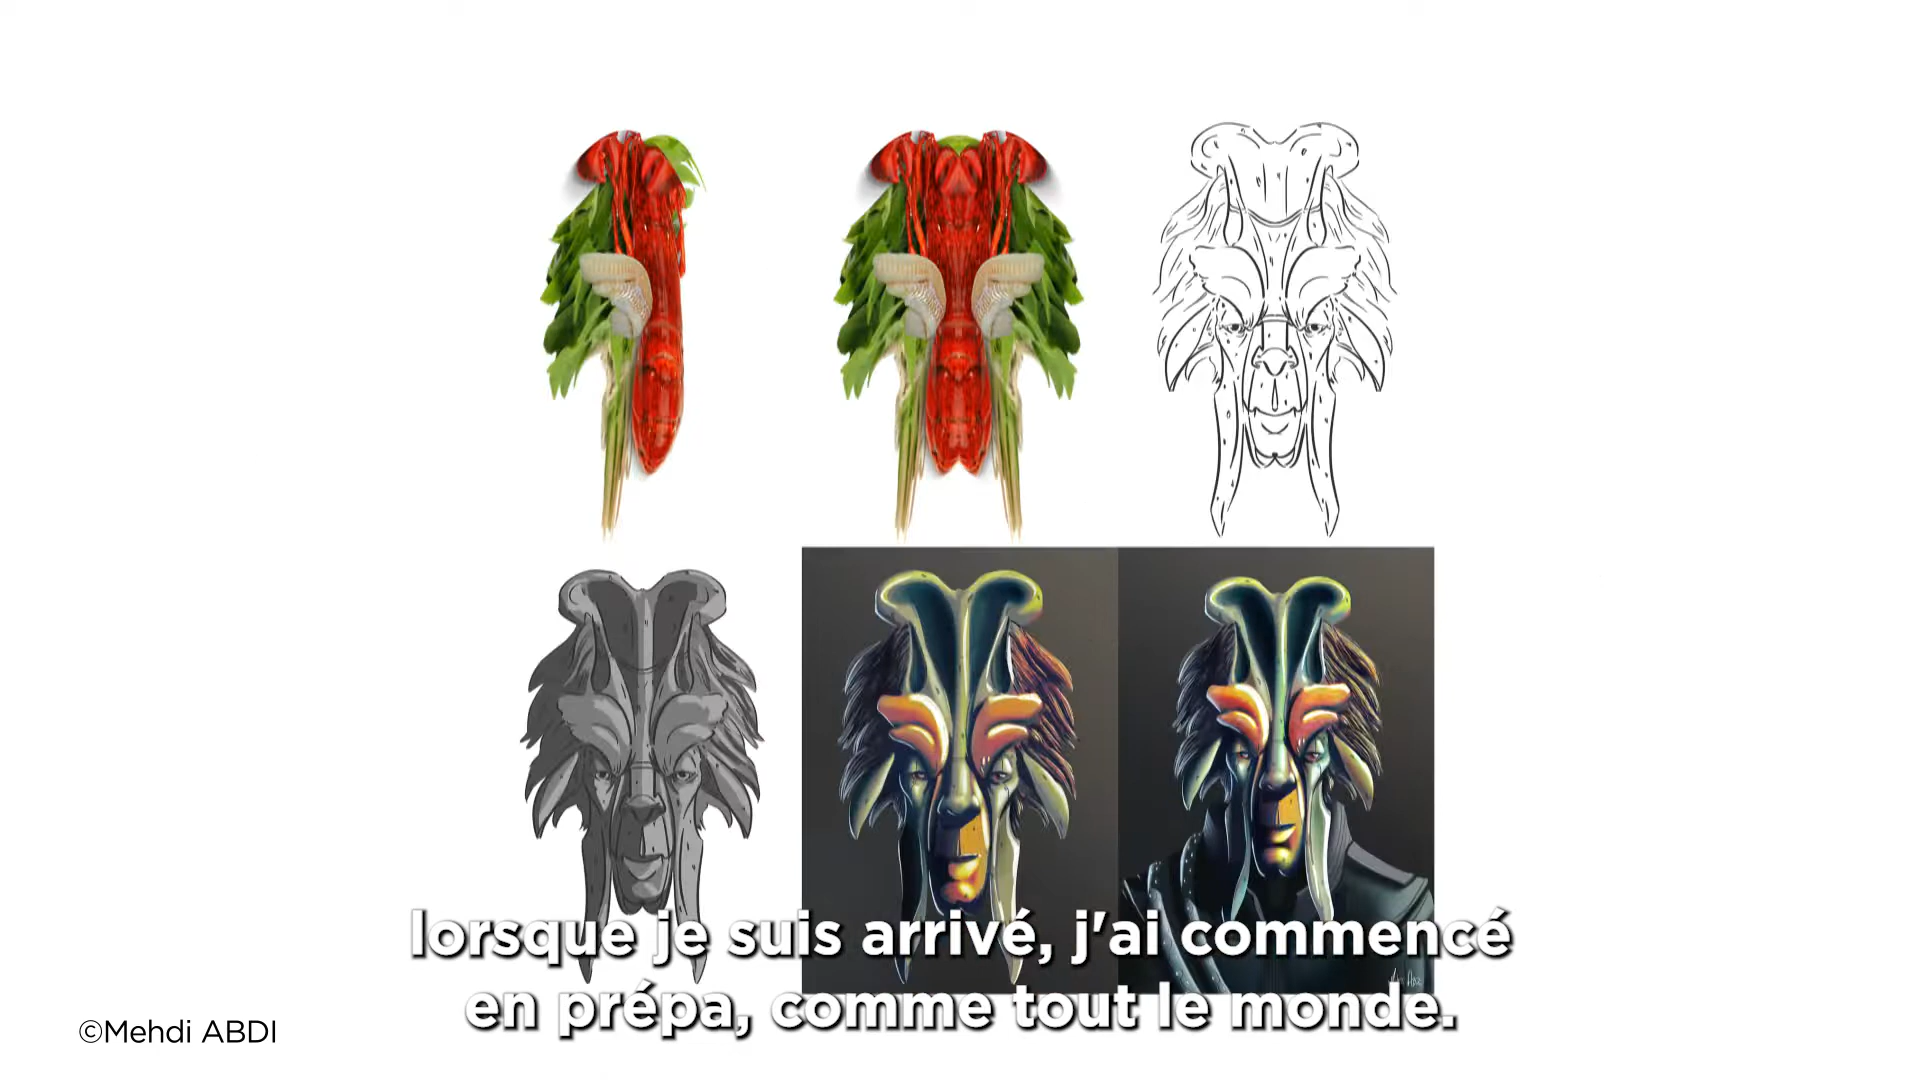 lorsque je suis arrivé, j'ai commencé
en prépa, comme tout le monde.
©Mehdi ABDI